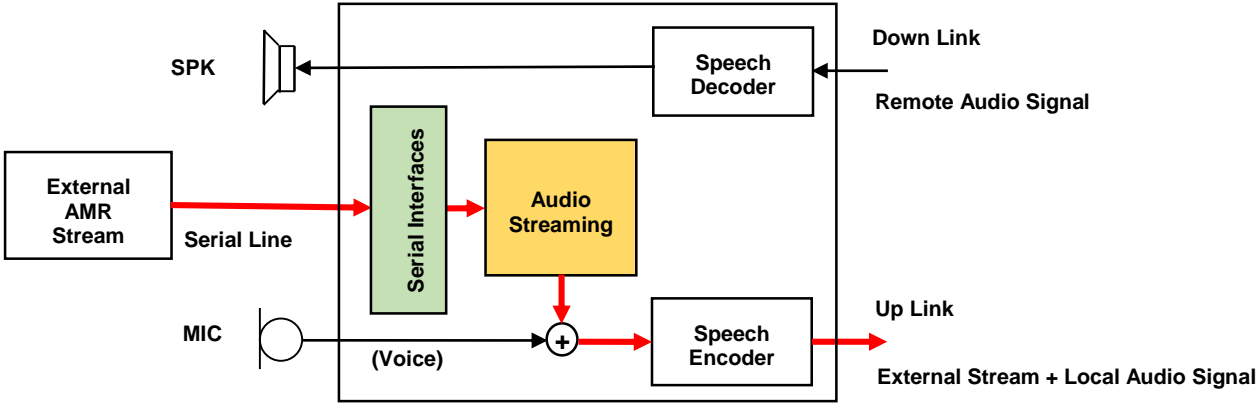 SPK
Speech
Decoder
Down Link
Remote Audio Signal
External
AMR
Stream
Serial Line
Serial Interfaces
Audio
Streaming
MIC
(Voice)
+
Speech
Encoder
Up Link
External Stream + Local Audio Signal